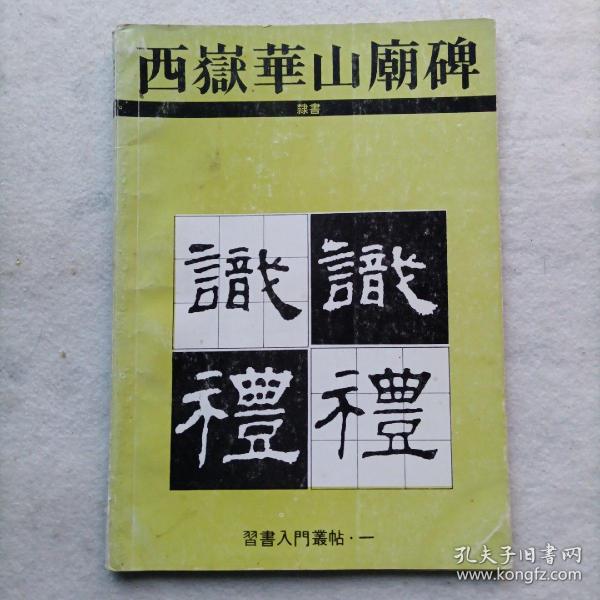 西嶽華山廟碑
隸書
識識
禮禮
習書入門叢帖·一
孔夫子旧书网
www.kongfz.com